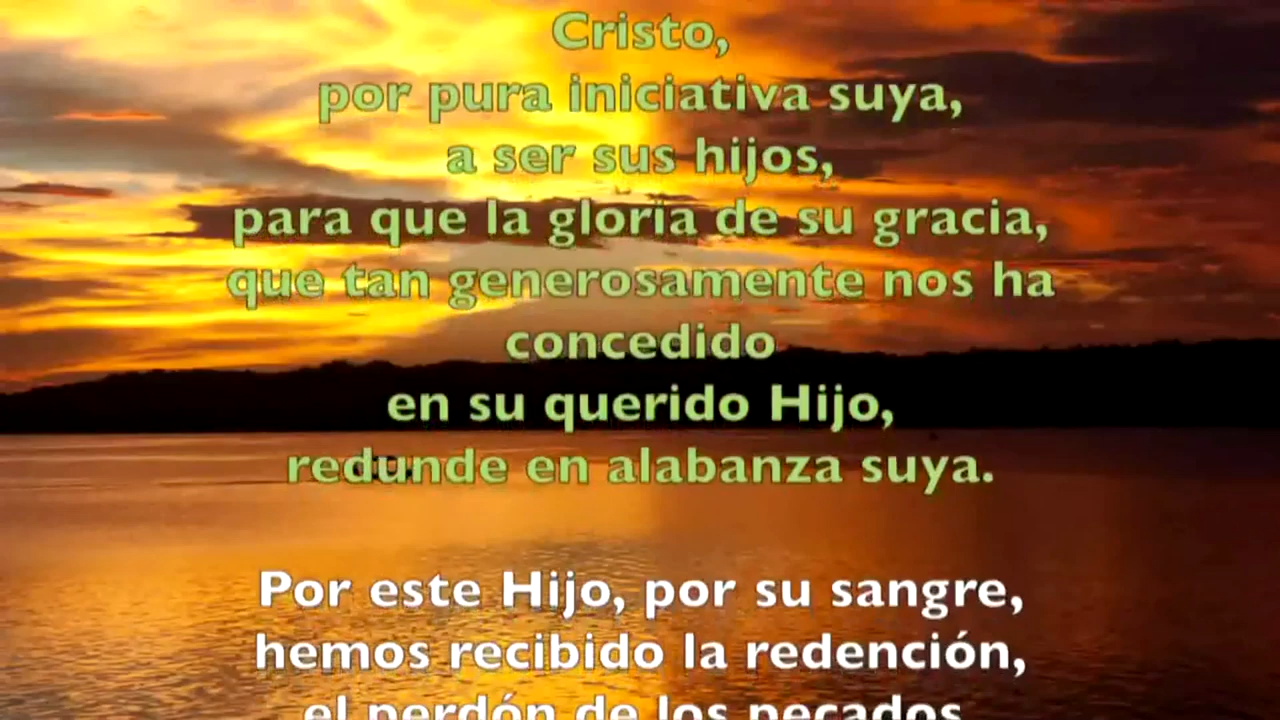 Cristo,
por pura iniciativa suya,
a ser sus hijos,
para que la gloria de su gracia,
que tan generosamente nos ha
concedido
en su querido Hijo,
redunde en alabanza suya.
Por este Hijo, por su sangre,
hemos recibido la redención,
el perdón de los pecados